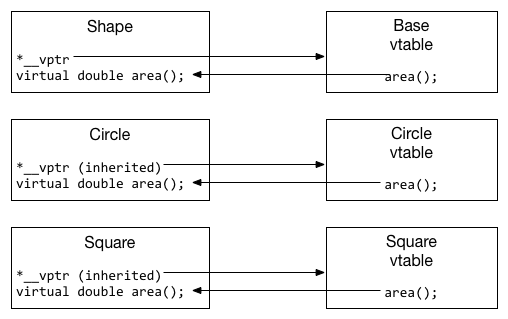 Shape
*__vptr
virtual double area();
Base
vtable
area();
Circle
*__vptr (inherited)
virtual double area();
Circle
vtable
area();
Square
*__vptr (inherited)
virtual double area();
Square
vtable
area();